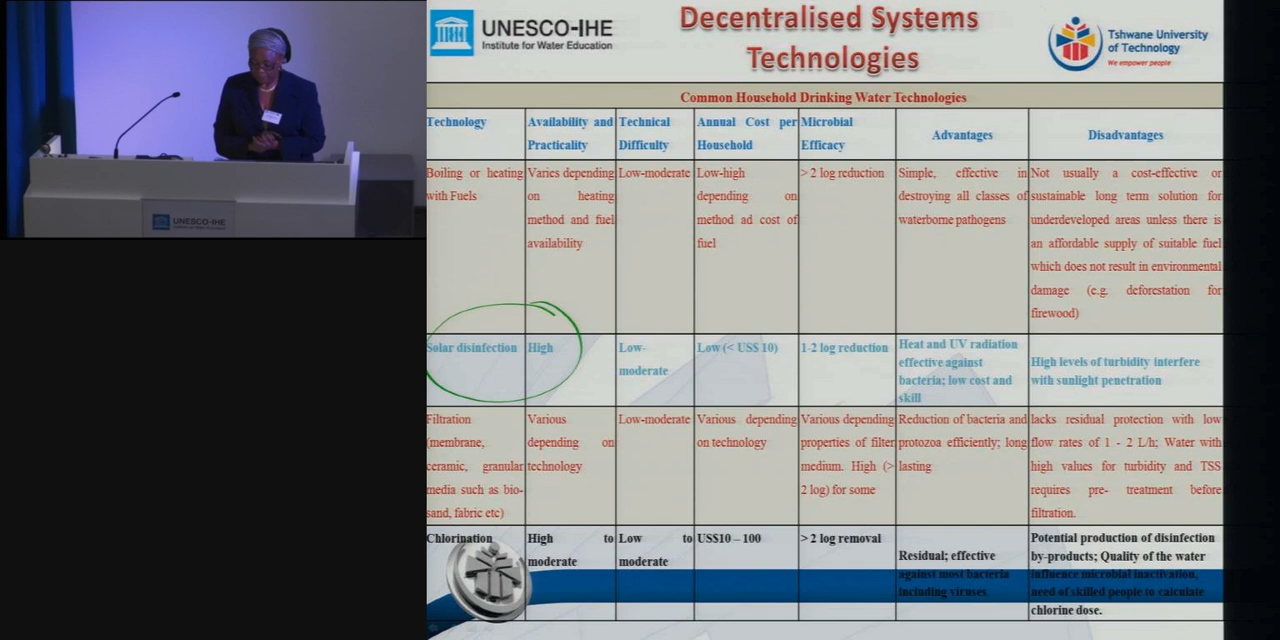 UNESCO-IHE
Institute for Water Education
Decentralised Systems
Technologies
Tshwane University
of Technology
We empower people
UNESCO-IHE
Common Household Drinking Water Technologies
Technology
Availability and
Practicality
Technical
Difficulty
Annual Cost per
Household
Microbial
Efficacy
Advantages
Disadvantages
Boiling or heating
with Fuels
Varies depending
on heating
method and fuel
availability
Low-moderate
Low-high
depending on
method ad cost of
fuel
> 2 log reduction
Simple, effective in
destroying all classes of
waterborne pathogens
Not usually a cost-effective or
sustainable long term solution for
underdeveloped areas unless there is
an affordable supply of suitable fuel
which does not result in environmental
damage (e.g. deforestation for
firewood)
Solar disinfection
High
Low-
moderate
Low (< US$ 10)
1-2 log reduction
Heat and UV radiation
effective against
bacteria; low cost and
skill
High levels of turbidity interfere
with sunlight penetration
Filtration
(membrane,
ceramic, granular
media such as bio-
sand, fabric etc)
Various
depending on
technology
Low-moderate
Various depending
on technology
Various depending
properties of filter
medium. High (>
2 log) for some
Reduction of bacteria and
protozoa efficiently; long
lasting
lacks residual protection with low
flow rates of 1 - 2 L/h; Water with
high values for turbidity and TSS
requires pre- treatment before
filtration.
Chlorination
High to
moderate
Low to
moderate
US$10 – 100
> 2 log removal
Residual; effective
against most bacteria
including viruses
Potential production of disinfection
by-products; Quality of the water
influence microbial inactivation,
need of skilled people to calculate
chlorine dose.